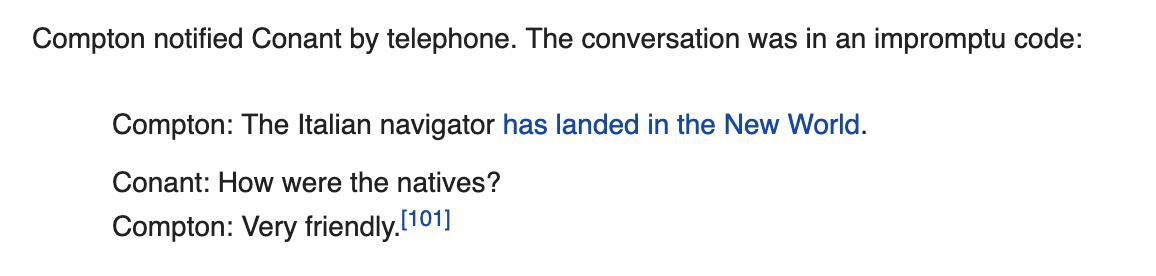 Compton notified Conant by telephone. The conversation was in an impromptu code:
Compton: The Italian navigator has landed in the New World.
Conant: How were the natives?
Compton: Very friendly.[101]